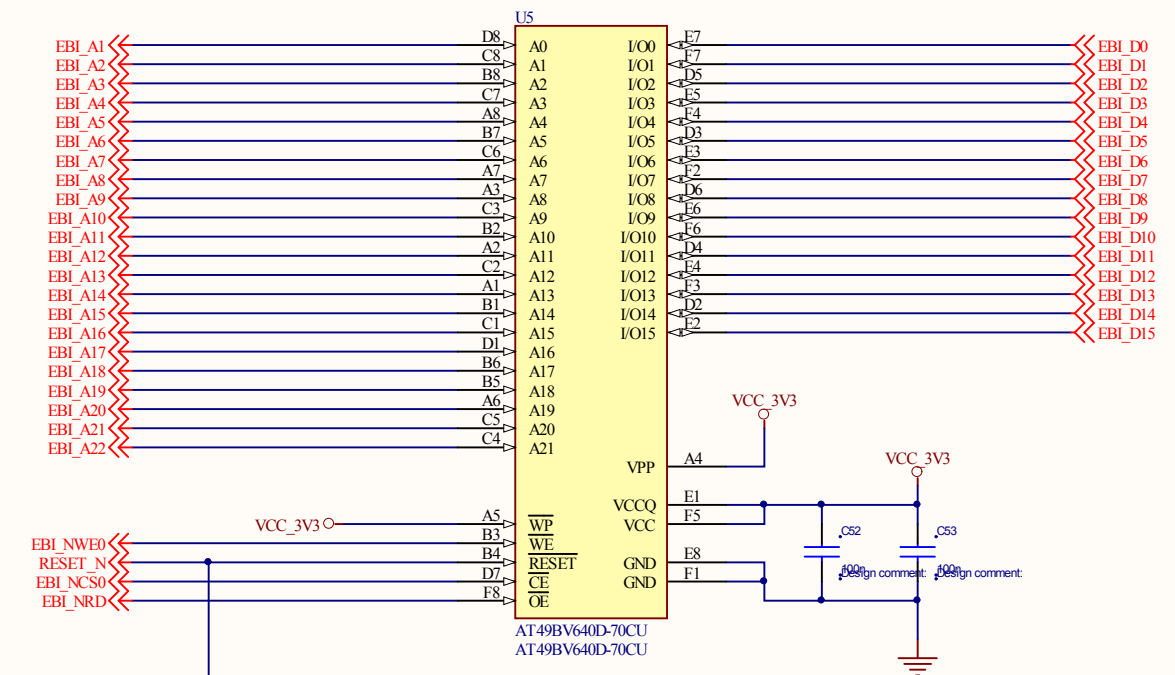 U5
EBI_A1 D8 A0 I/O0 E7 EBI_D0
EBI_A2 C8 A1 I/O1 F7 EBI_D1
EBI_A3 B8 A2 I/O2 D5 EBI_D2
EBI_A4 C7 A3 I/O3 E5 EBI_D3
EBI_A5 A8 A4 I/O4 F4 EBI_D4
EBI_A6 B7 A5 I/O5 D3 EBI_D5
EBI_A7 C6 A6 I/O6 E3 EBI_D6
EBI_A8 A7 A7 I/O7 F2 EBI_D7
EBI_A9 A3 A8 I/O8 D6 EBI_D8
EBI_A10 C3 A9 I/O9 E6 EBI_D9
EBI_A11 B2 A10 I/O10 F6 EBI_D10
EBI_A12 A2 A11 I/O11 D4 EBI_D11
EBI_A13 C2 A12 I/O12 E4 EBI_D12
EBI_A14 A1 A13 I/O13 F3 EBI_D13
EBI_A15 B1 A14 I/O14 D2 EBI_D14
EBI_A16 C1 A15 I/O15 E2 EBI_D15
EBI_A17 D1 A16
EBI_A18 B6 A17
EBI_A19 B5 A18
EBI_A20 A6 A19 VCC_3V3
EBI_A21 C5 A20
EBI_A22 C4 A21
VPP A4 VCC_3V3
VCCQ E1
VCC_3V3 A5 WP VCC F5 C52 C53
EBI_NWE0 B3 WE
RESET_N B4 RESET GND E8 100n 100n
EBI_NCS0 D7 CE GND F1 Design comment: Design comment:
EBI_NRD F8 OE
AT49BV640D-70CU
AT49BV640D-70CU